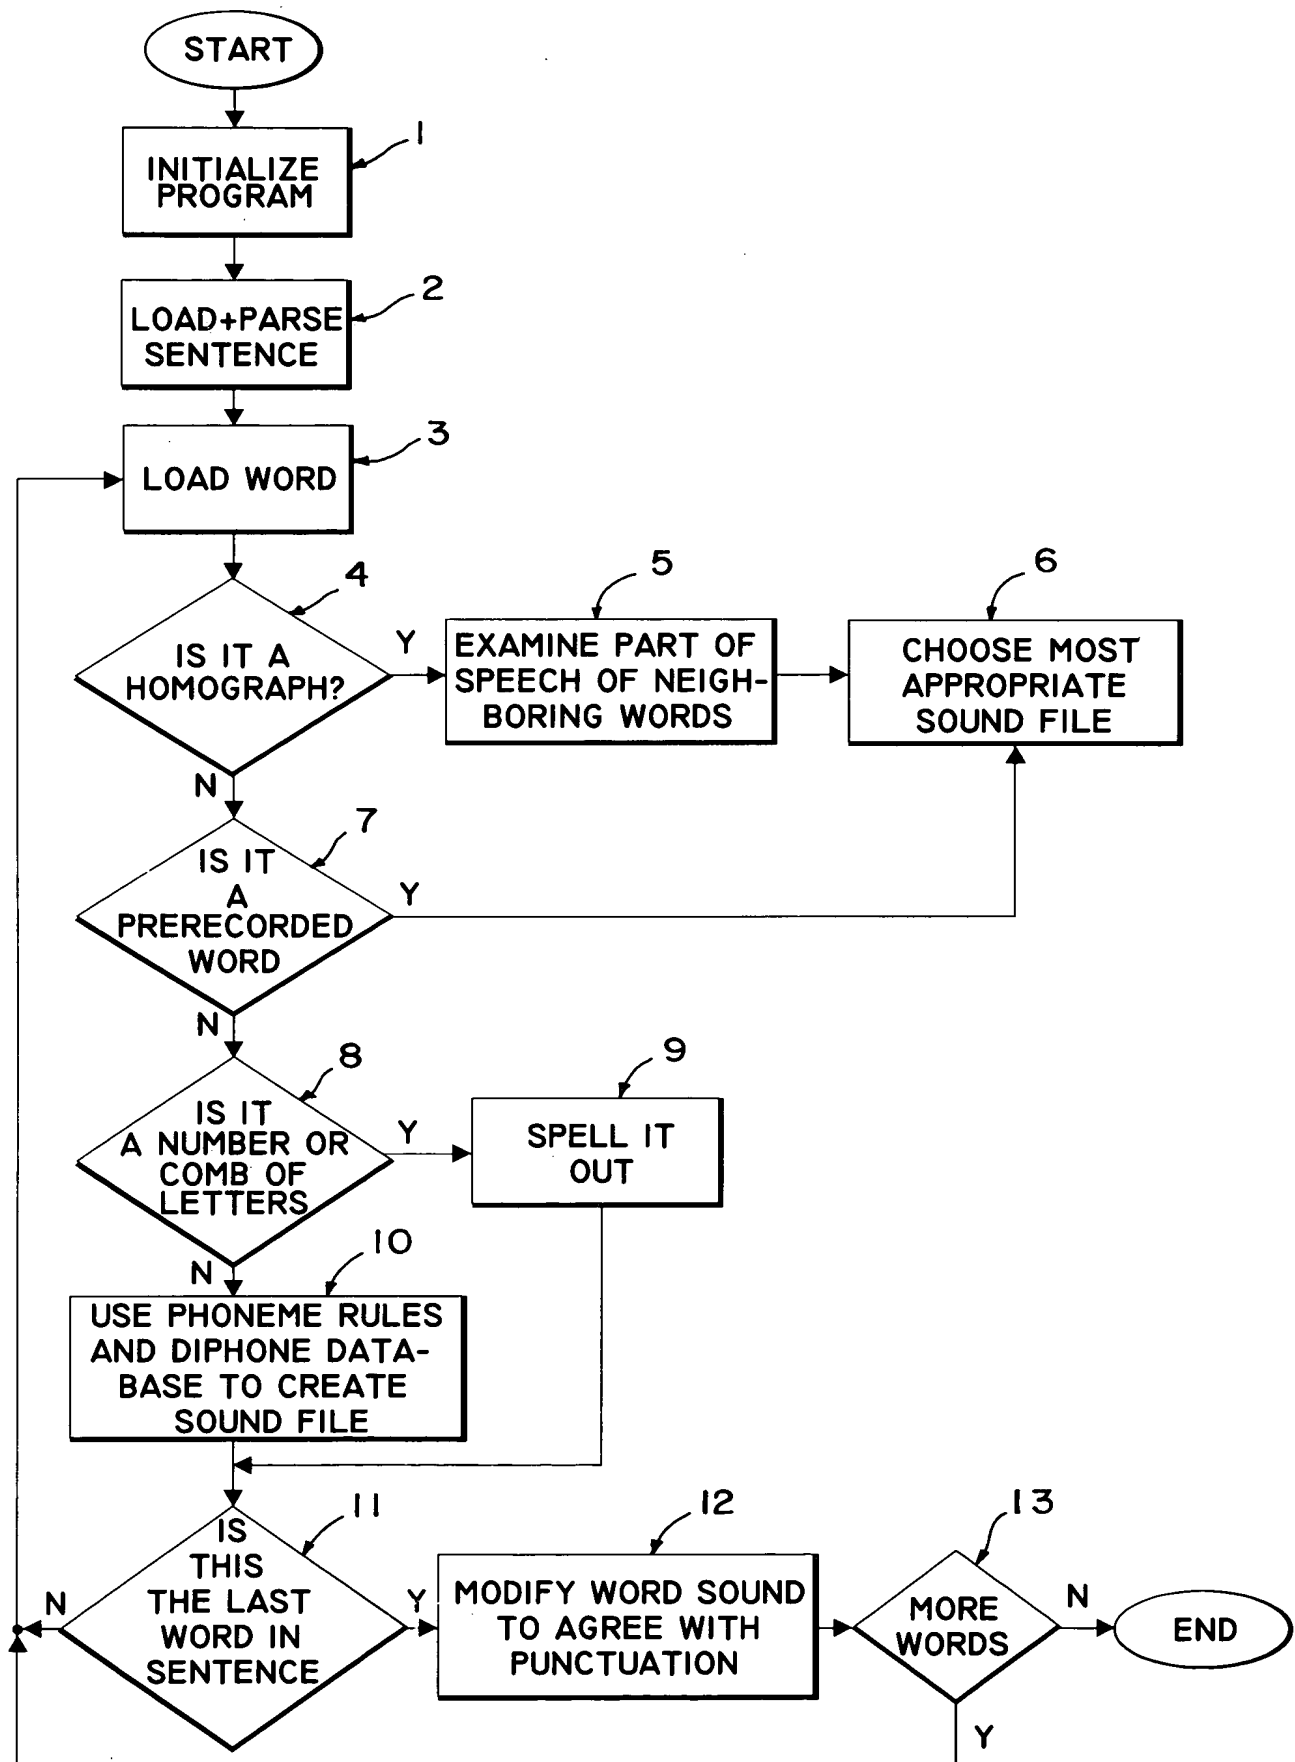 START
1
INITIALIZE
PROGRAM
2
LOAD+PARSE
SENTENCE
3
LOAD WORD
4
IS IT A
HOMOGRAPH?
Y
5
EXAMINE PART OF
SPEECH OF NEIGH-
BORING WORDS
6
CHOOSE MOST
APPROPRIATE
SOUND FILE
N
7
IS IT
A
PRERECORDED
WORD
Y
N
8
IS IT
A NUMBER OR
COMB OF
LETTERS
Y
9
SPELL IT
OUT
N
10
USE PHONEME RULES
AND DIPHONE DATA-
BASE TO CREATE
SOUND FILE
11
IS
THIS
THE LAST
WORD IN
SENTENCE
N
Y
12
MODIFY WORD SOUND
TO AGREE WITH
PUNCTUATION
13
MORE
WORDS
N
END
Y